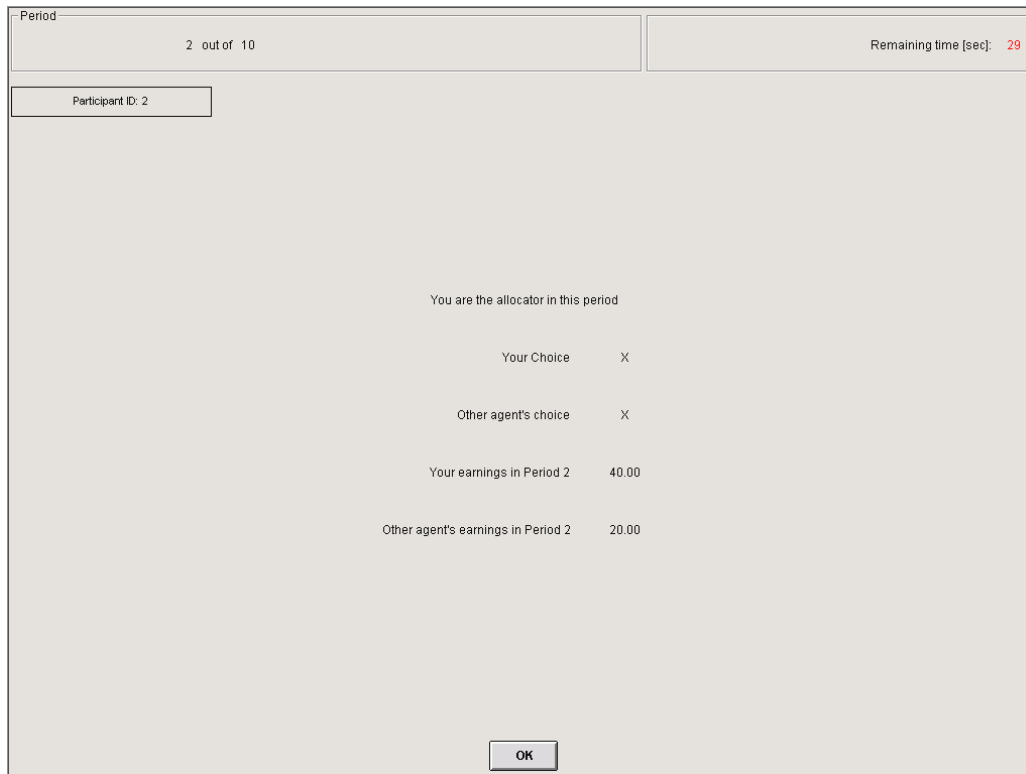 Period
2 out of 10
Remaining time [sec]: 29
Participant ID: 2
You are the allocator in this period
Your Choice X
Other agent's choice X
Your earnings in Period 2 40.00
Other agent's earnings in Period 2 20.00
OK